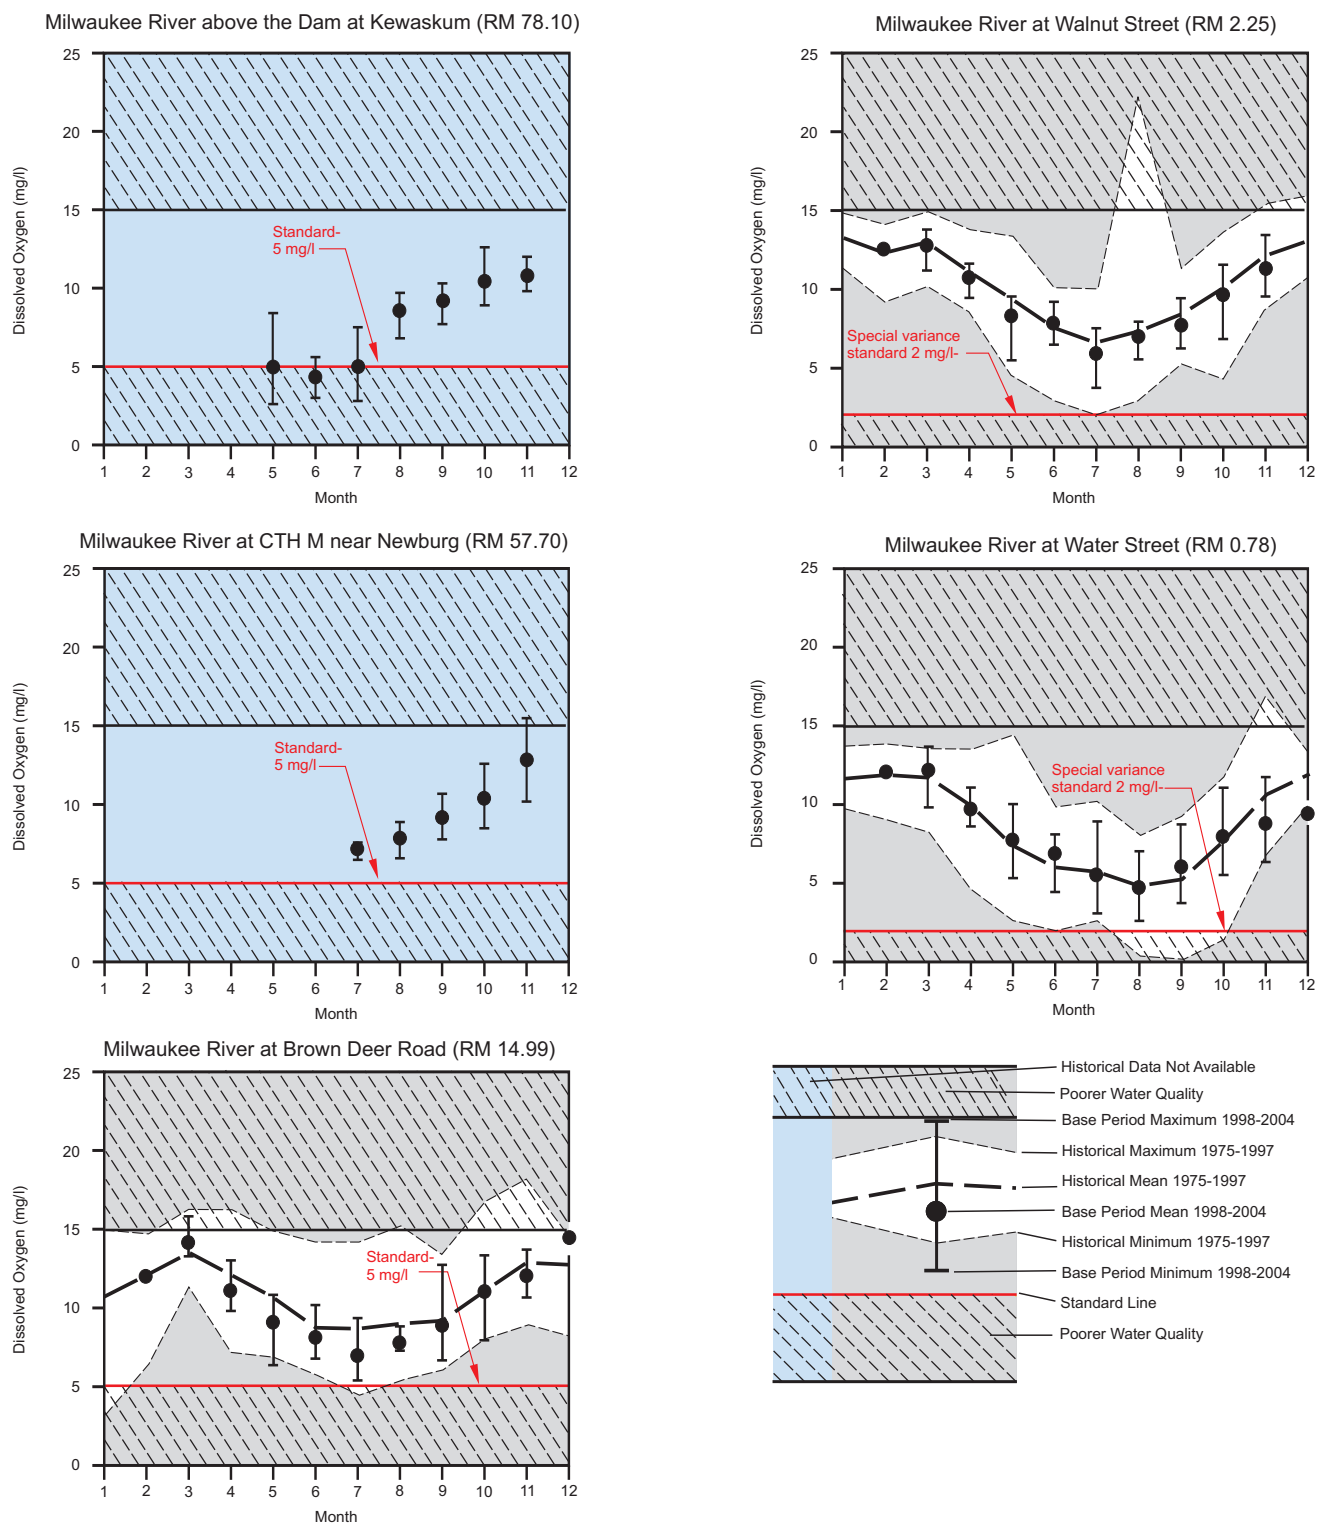 Milwaukee River above the Dam at Kewaskum (RM 78.10)
25
20
15
10
5
0
Dissolved Oxygen (mg/l)
Standard-
5 mg/l
1 2 3 4 5 6 7 8 9 10 11 12
Month
Milwaukee River at Walnut Street (RM 2.25)
25
20
15
10
5
0
Dissolved Oxygen (mg/l)
Special variance
standard 2 mg/l-
1 2 3 4 5 6 7 8 9 10 11 12
Month
Milwaukee River at CTH M near Newburg (RM 57.70)
25
20
15
10
5
0
Dissolved Oxygen (mg/l)
Standard-
5 mg/l
1 2 3 4 5 6 7 8 9 10 11 12
Month
Milwaukee River at Water Street (RM 0.78)
25
20
15
10
5
0
Dissolved Oxygen (mg/l)
Special variance
standard 2 mg/l-
1 2 3 4 5 6 7 8 9 10 11 12
Month
Milwaukee River at Brown Deer Road (RM 14.99)
25
20
15
10
5
0
Dissolved Oxygen (mg/l)
Standard-
5 mg/l
1 2 3 4 5 6 7 8 9 10 11 12
Month
Historical Data Not Available
Poorer Water Quality
Base Period Maximum 1998-2004
Historical Maximum 1975-1997
Historical Mean 1975-1997
Base Period Mean 1998-2004
Historical Minimum 1975-1997
Base Period Minimum 1998-2004
Standard Line
Poorer Water Quality